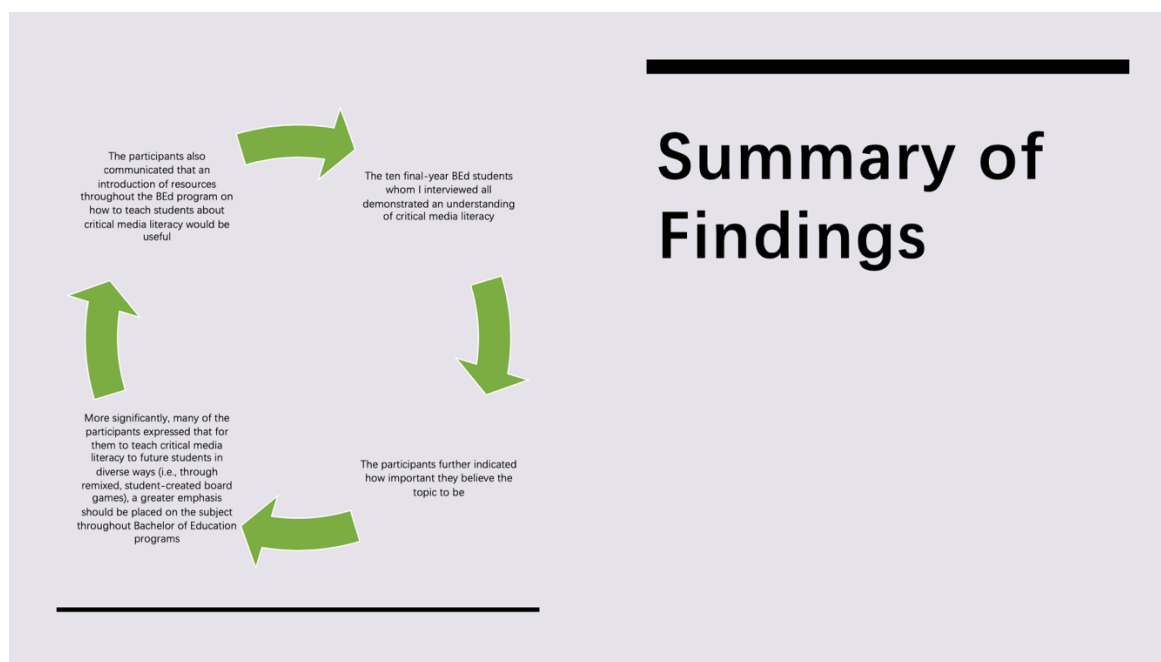 Summary of
Findings
The ten final-year BEd students
whom I interviewed all
demonstrated an understanding
of critical media literacy
The participants further indicated
how important they believe the
topic to be
More significantly, many of the
participants expressed that for
them to teach critical media
literacy to future students in
diverse ways (i.e., through
remixed, student-created board
games), a greater emphasis
should be placed on the subject
throughout Bachelor of Education
programs
The participants also
communicated that an
introduction of resources
throughout the BEd program on
how to teach students about
critical media literacy would be
useful